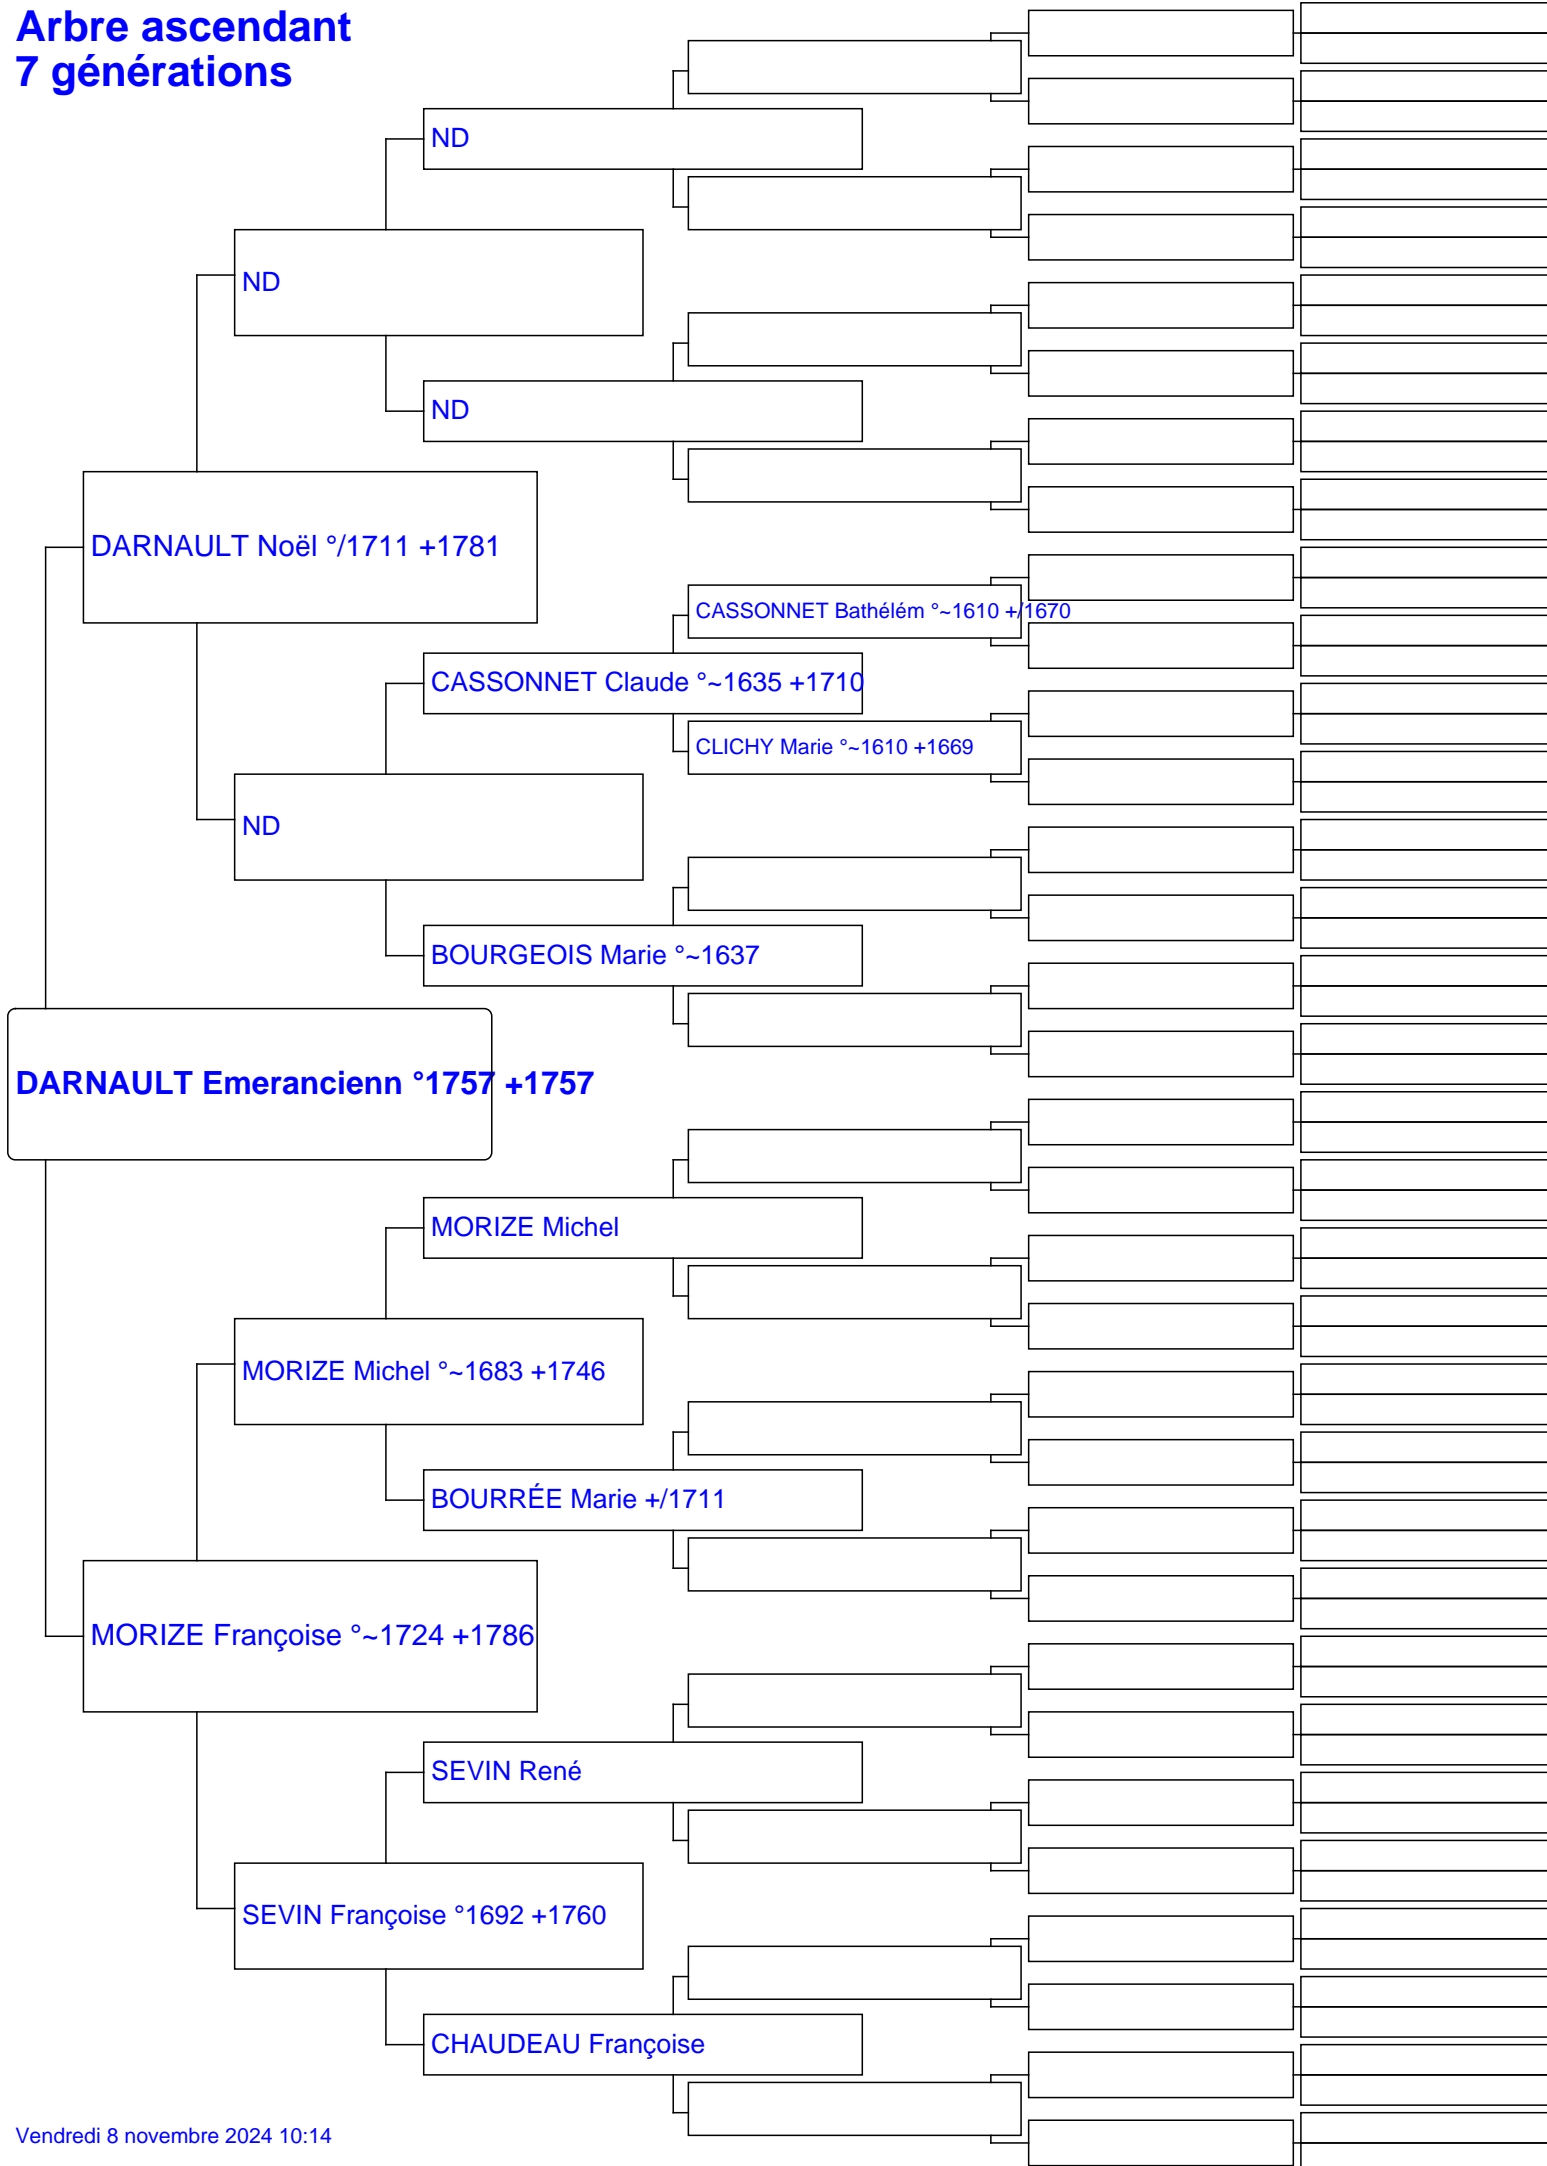 Arbre ascendant
7 générations
ND
ND
ND
DARNAULT Noël °/1711 +1781
CASSONNET Bathélém °~1610 +/1670
CASSONNET Claude °~1635 +1710
CLICHY Marie °~1610 +1669
ND
BOURGEOIS Marie °~1637
DARNAULT Emerancienn °1757 +1757
MORIZE Michel
MORIZE Michel °~1683 +1746
BOURRÉE Marie +/1711
MORIZE Françoise °~1724 +1786
SEVIN René
SEVIN Françoise °1692 +1760
CHAUDEAU Françoise
Vendredi 8 novembre 2024 10:14